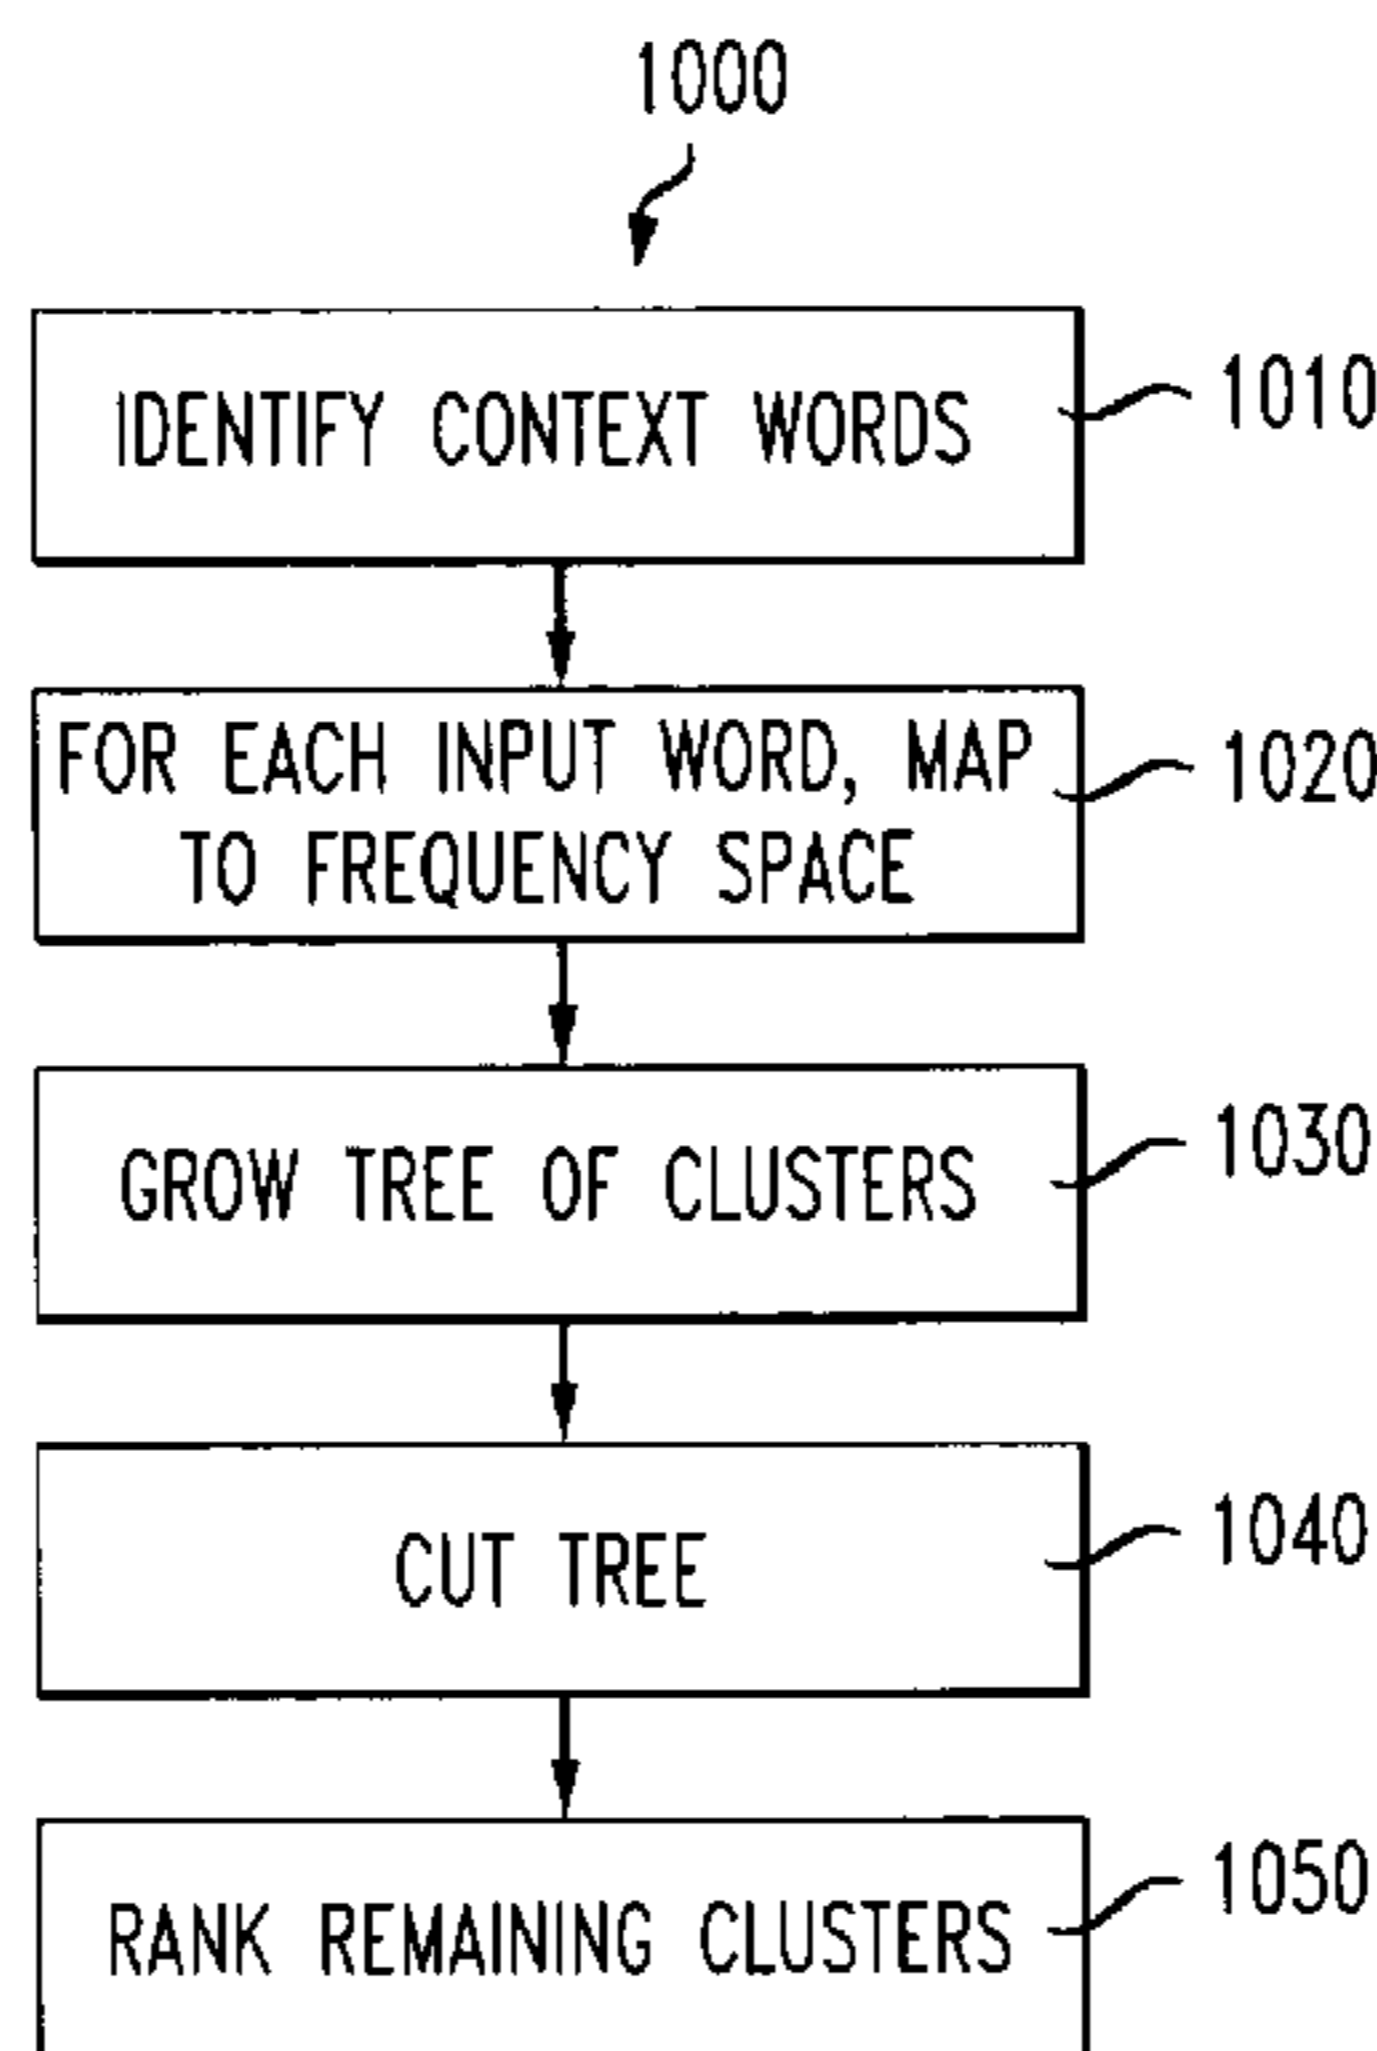 1000
IDENTIFY CONTEXT WORDS
1010
FOR EACH INPUT WORD, MAP
TO FREQUENCY SPACE
1020
GROW TREE OF CLUSTERS
1030
CUT TREE
1040
RANK REMAINING CLUSTERS
1050